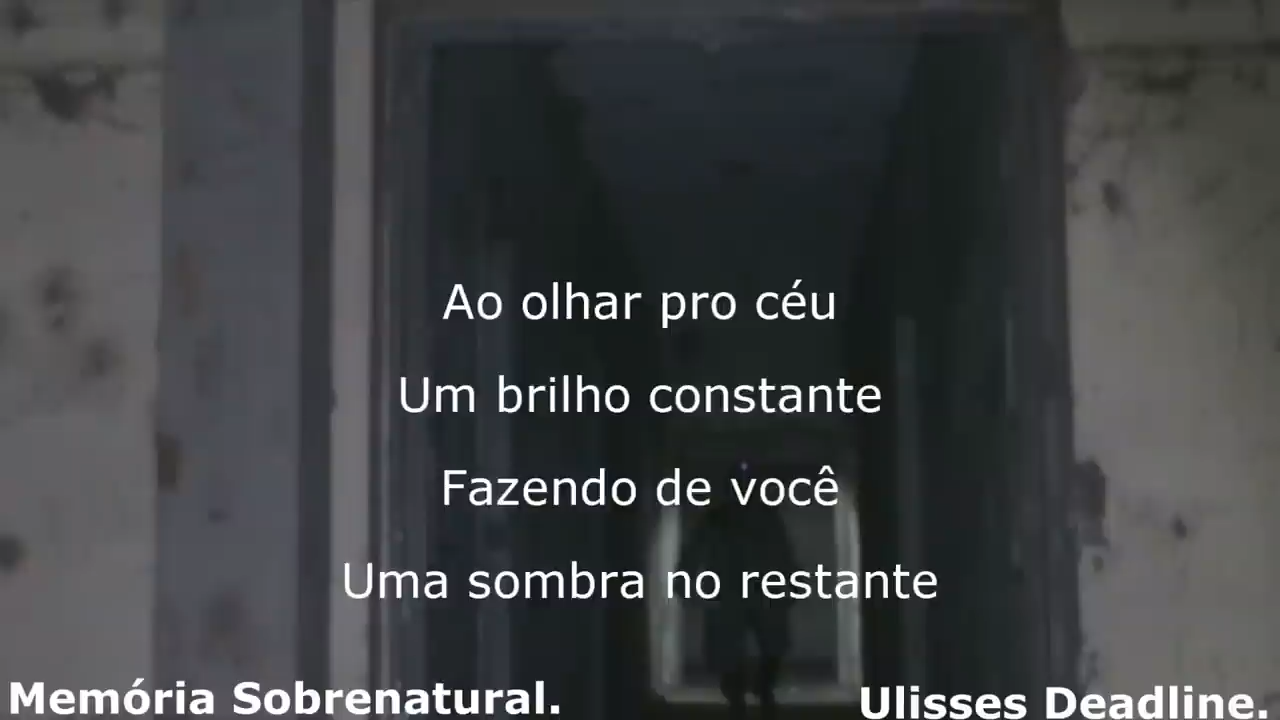 Ao olhar pro céu
Um brilho constante
Fazendo de você
Uma sombra no restante
Memória Sobrenatural.
Ulisses Deadline.